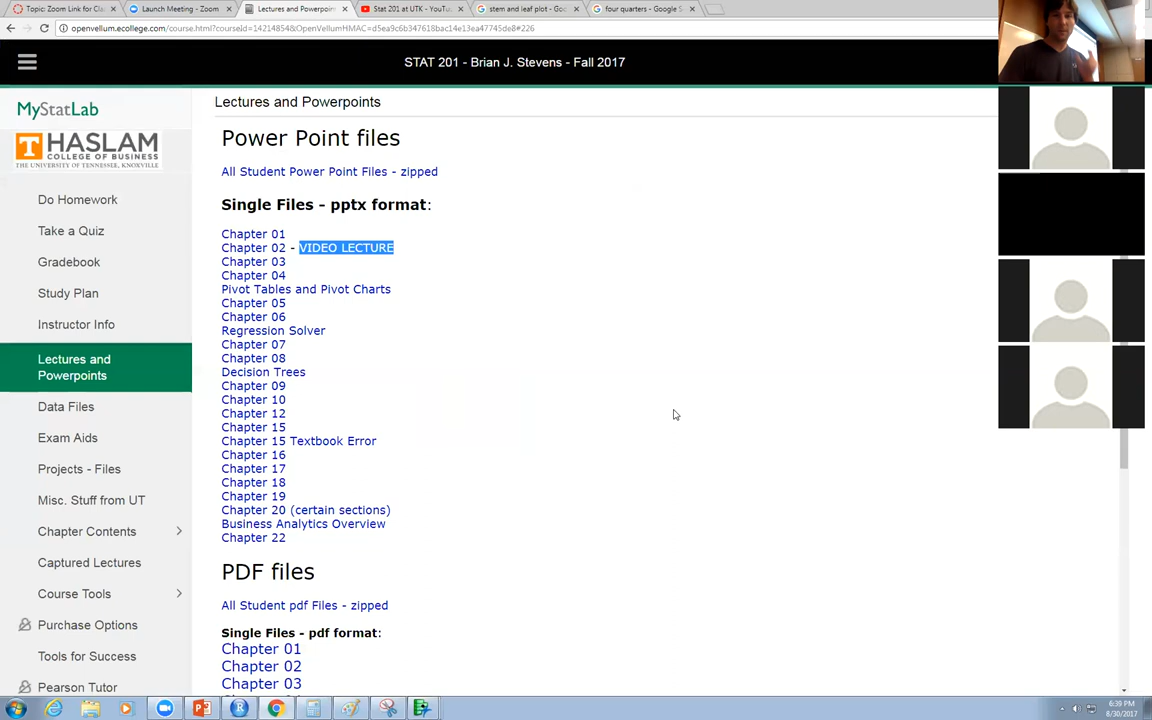 Topic: Zoom Link for Cla
Launch Meeting - Zoom
Lectures and Powerpoin
Stat 201 at UTK - YouTu
stem and leaf plot - Goo
four quarters - Google S
openvellum.ecollege.com/course.html?courseId=14214854&OpenVellumHMAC=d5ea9c6b347618bac14e13ea47745de8#226
STAT 201 - Brian J. Stevens - Fall 2017
MyStatLab
Lectures and Powerpoints
HASLAM
COLLEGE OF BUSINESS
THE UNIVERSITY OF TENNESSEE, KNOXVILLE
Do Homework
Take a Quiz
Gradebook
Study Plan
Instructor Info
Lectures and
Powerpoints
Data Files
Exam Aids
Projects - Files
Misc. Stuff from UT
Chapter Contents
Captured Lectures
Course Tools
Purchase Options
Tools for Success
Pearson Tutor
Power Point files
All Student Power Point Files - zipped
Single Files - pptx format:
Chapter 01
Chapter 02 - VIDEO LECTURE
Chapter 03
Chapter 04
Pivot Tables and Pivot Charts
Chapter 05
Chapter 06
Regression Solver
Chapter 07
Chapter 08
Decision Trees
Chapter 09
Chapter 10
Chapter 12
Chapter 15
Chapter 15 Textbook Error
Chapter 16
Chapter 17
Chapter 18
Chapter 19
Chapter 20 (certain sections)
Business Analytics Overview
Chapter 22
PDF files
All Student pdf Files - zipped
Single Files - pdf format:
Chapter 01
Chapter 02
Chapter 03
6:39 PM
8/30/2017